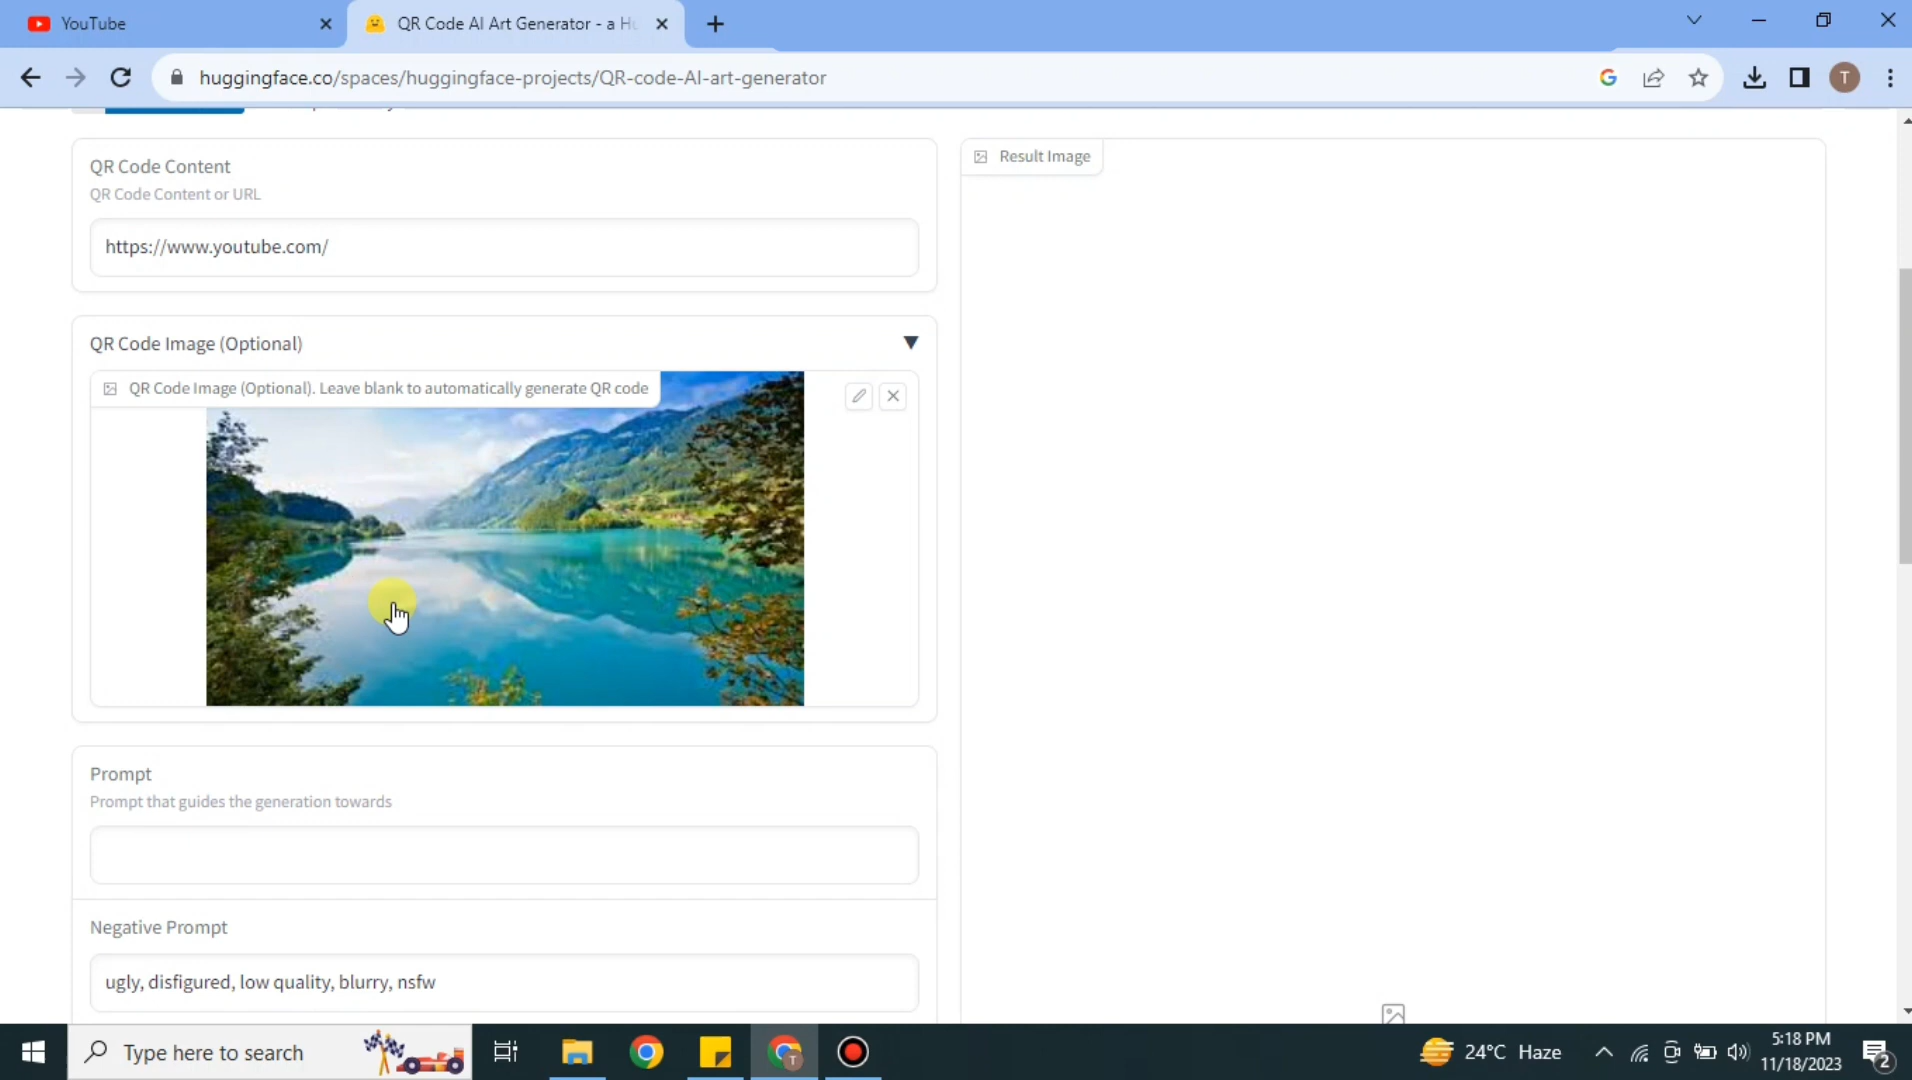 YouTube
QR Code AI Art Generator - a Hu
huggingface.co/spaces/huggingface-projects/QR-code-AI-art-generator
T
QR Code Content
QR Code Content or URL
https://www.youtube.com/
Result Image
QR Code Image (Optional)
QR Code Image (Optional). Leave blank to automatically generate QR code
Prompt
Prompt that guides the generation towards
Negative Prompt
ugly, disfigured, low quality, blurry, nsfw
Type here to search
T
24°C Haze
5:18 PM
11/18/2023
2